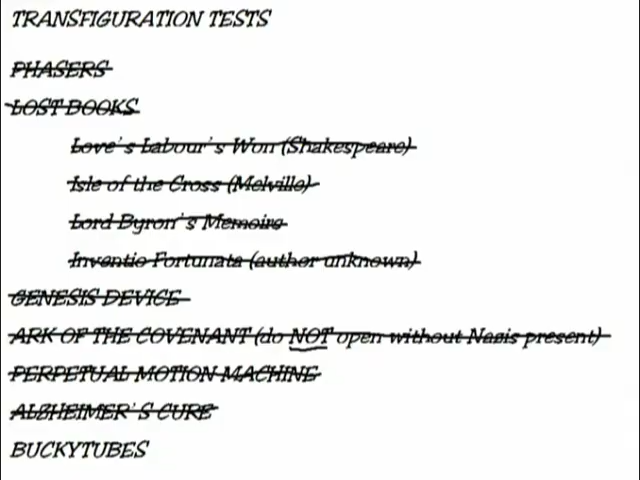 TRANSFIGURATION TESTS
PHASERS
LOST BOOKS
Love's Labour's Won (Shakespeare)
Isle of the Cross (Melville)
Lord Byron's Memoirs
Inventio Fortunata (author unknown)
GENESIS DEVICE
ARK OF THE COVENANT (do NOT open without Nazis present)
PERPETUAL MOTION MACHINE
ALZHEIMER'S CURE
BUCKYTUBES